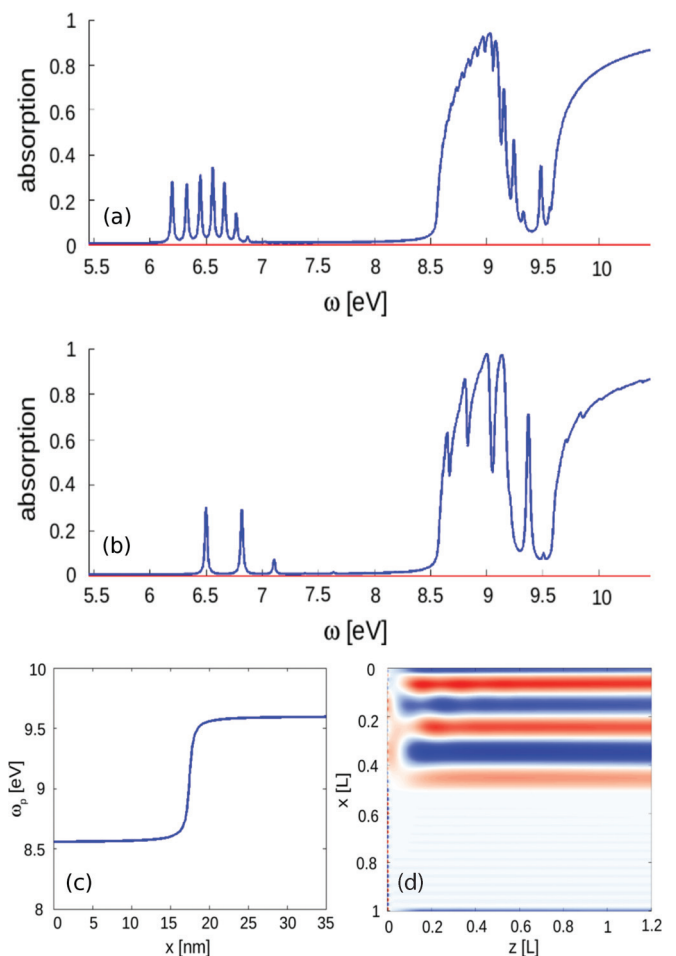 1
0.8
0.6
0.4
0.2
0
absorption
(a)
5.5 6 6.5 7 7.5 8 8.5 9 9.5 10
ω [eV]
1
0.8
0.6
0.4
0.2
0
absorption
(b)
5.5 6 6.5 7 7.5 8 8.5 9 9.5 10
ω [eV]
10
9.5
9
8.5
8
ωp [eV]
(c)
0 5 10 15 20 25 30 35
x [nm]
0
0.2
0.4
0.6
0.8
1
x [L]
(d)
0 0.2 0.4 0.6 0.8 1 1.2
z [L]